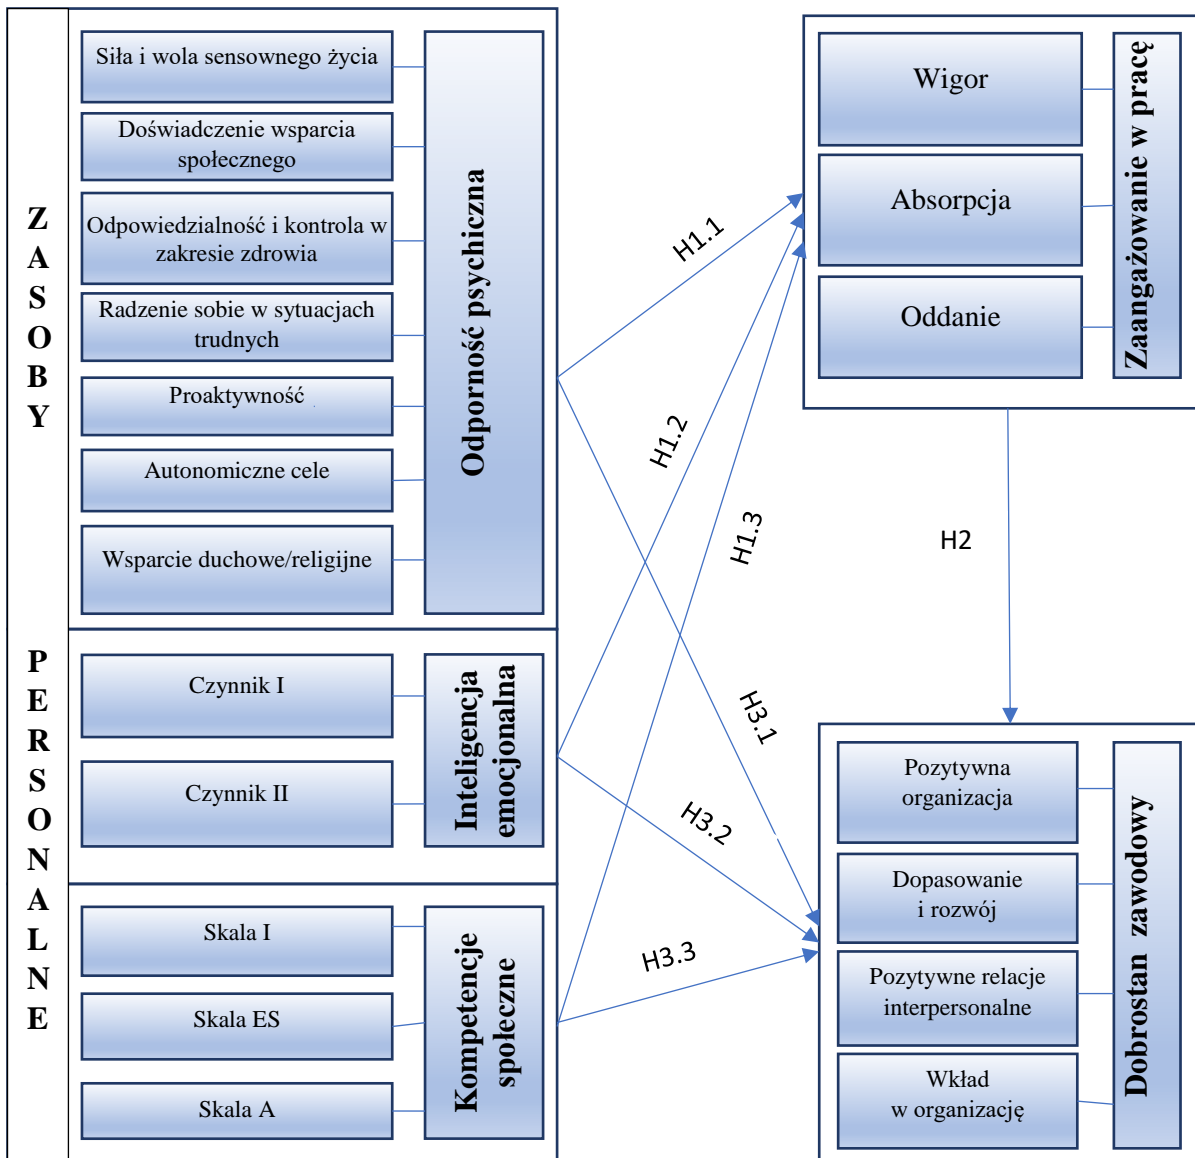 ZASOBY
PERSONALNE
Siła i wola sensownego życia
Doświadczenie wsparcia
społecznego
Odpowiedzialność i kontrola w
zakresie zdrowia
Radzenie sobie w sytuacjach
trudnych
Proaktywność
Autonomiczne cele
Wsparcie duchowe/religijne
Odporność psychiczna
Czynnik I
Czynnik II
Inteligencja
emocjonalna
Skala I
Skala ES
Skala A
Kompetencje
społeczne
H1.1
H1.2
H1.3
H3.1
H3.2
H3.3
Wigor
Absorpcja
Oddanie
Zaangażowanie w pracę
H2
Pozytywna
organizacja
Dopasowanie
i rozwój
Pozytywne relacje
interpersonalne
Wkład
w organizację
Dobrostan zawodowy